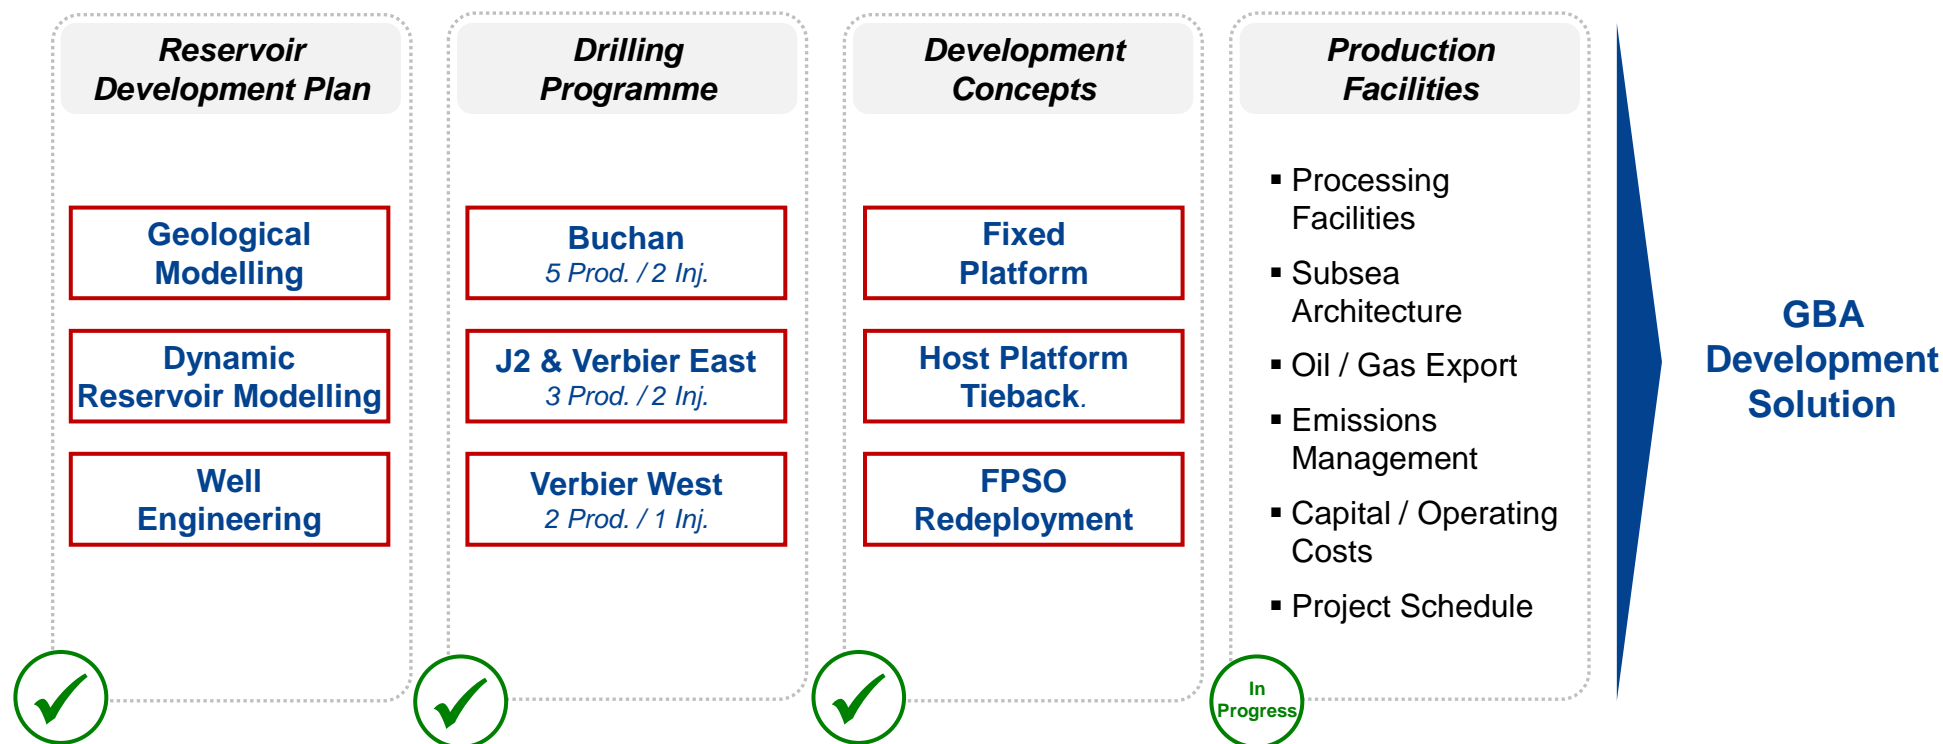 Reservoir
Development Plan
Geological
Modelling
Dynamic
Reservoir Modelling
Well
Engineering
Drilling
Programme
Buchan
5 Prod. / 2 Inj.
J2 & Verbier East
3 Prod. / 2 Inj.
Verbier West
2 Prod. / 1 Inj.
Development
Concepts
Fixed
Platform
Host Platform
Tieback.
FPSO
Redeployment
Production
Facilities
▪ Processing
Facilities
▪ Subsea
Architecture
▪ Oil / Gas Export
▪ Emissions
Management
▪ Capital / Operating
Costs
▪ Project Schedule
In
Progress
GBA
Development
Solution